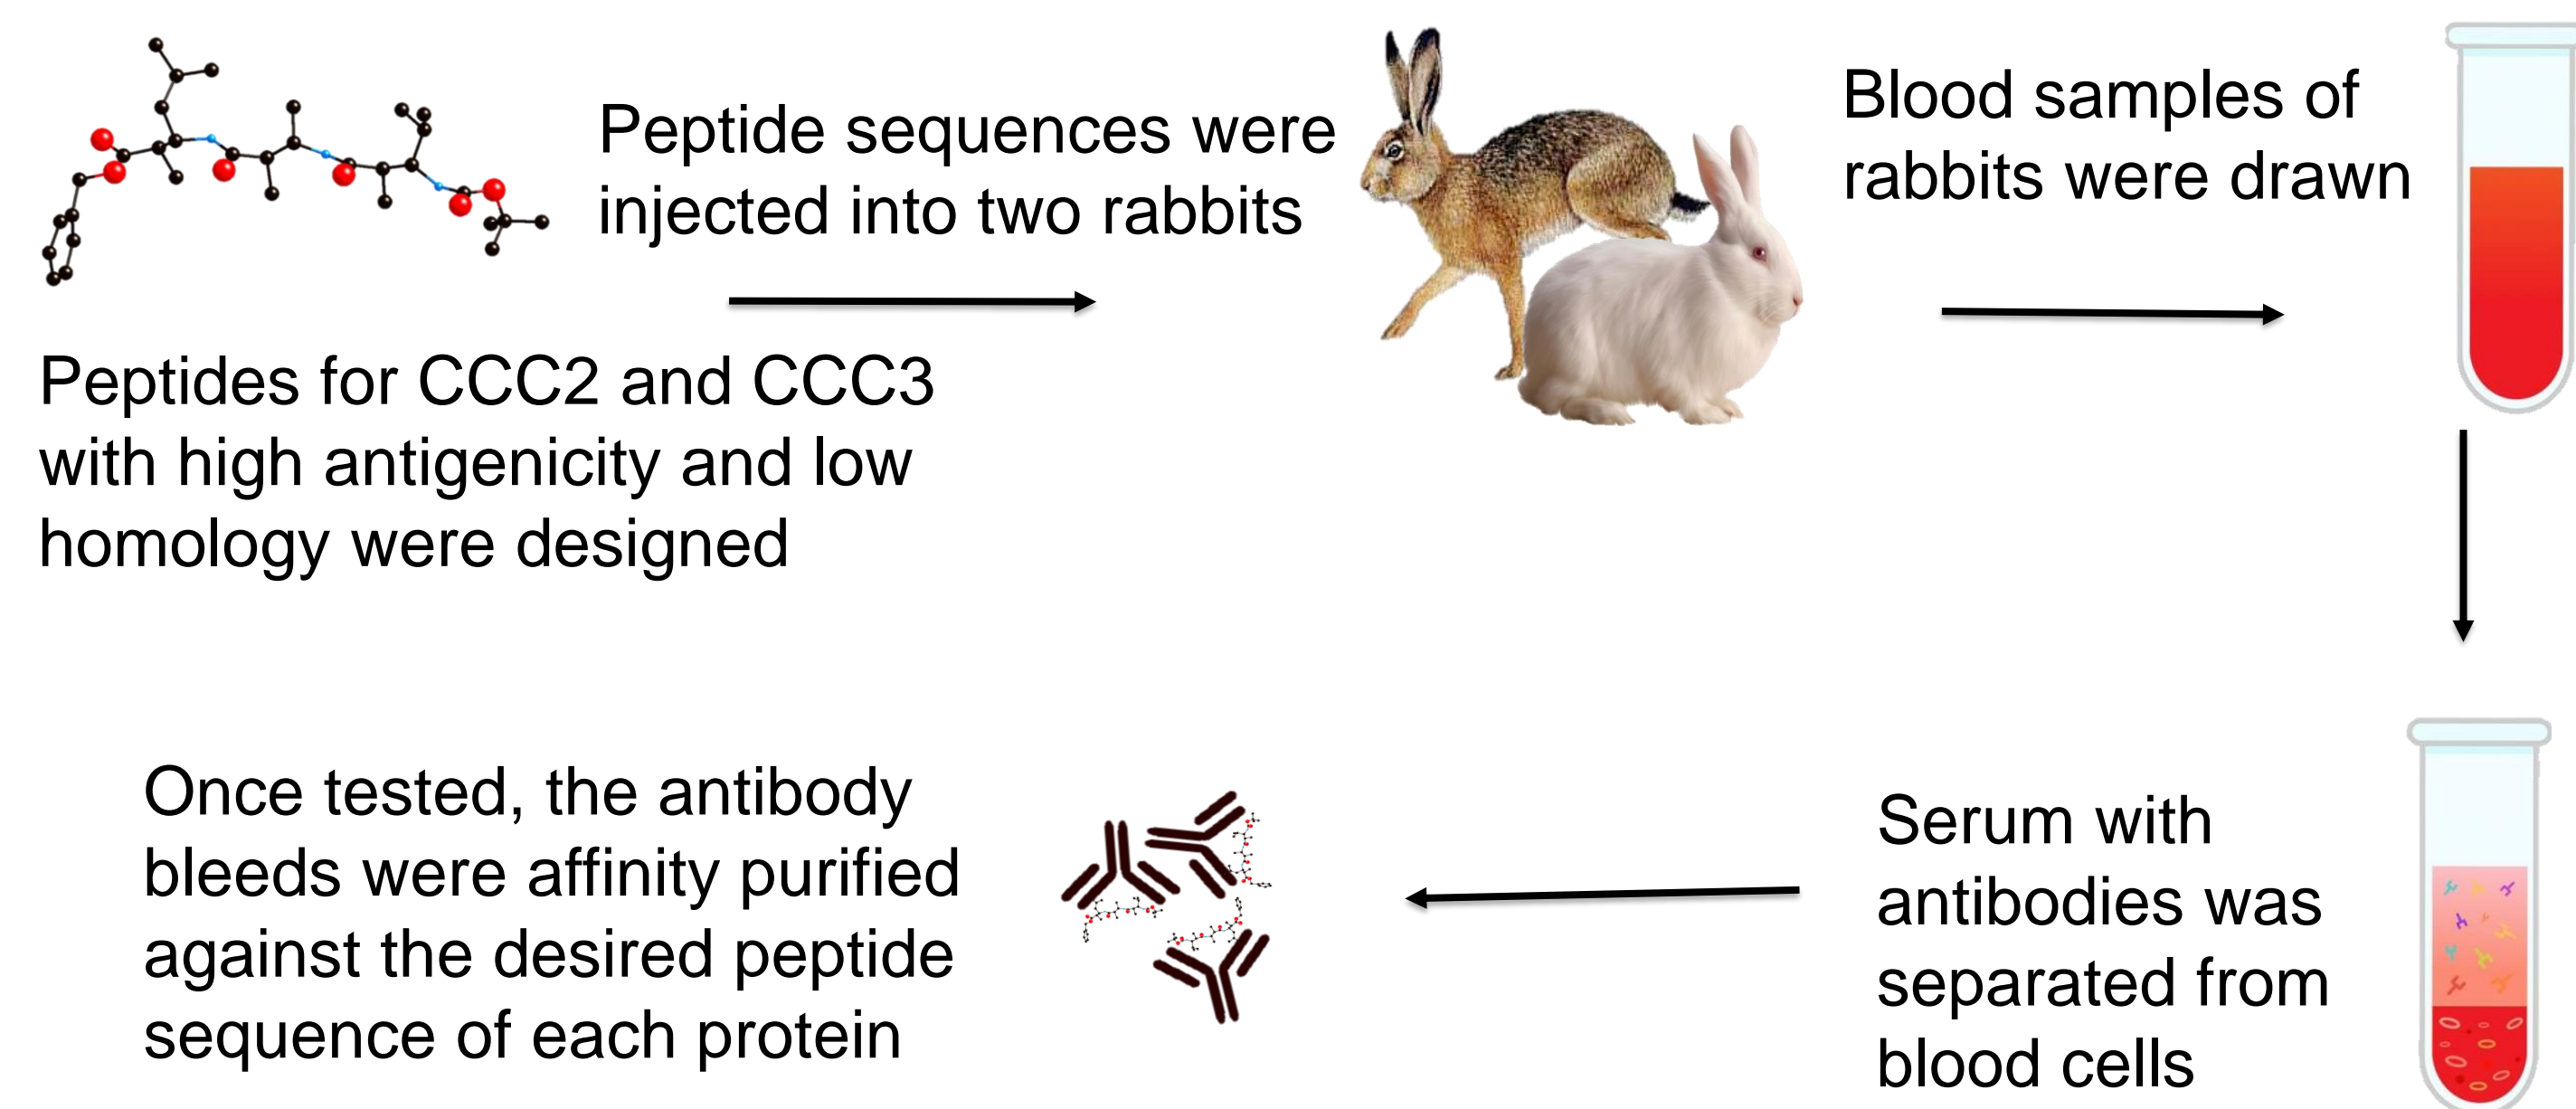 Peptide sequences were
injected into two rabbits
Blood samples of
rabbits were drawn
Peptides for CCC2 and CCC3
with high antigenicity and low
homology were designed
Serum with
antibodies was
separated from
blood cells
Once tested, the antibody
bleeds were affinity purified
against the desired peptide
sequence of each protein